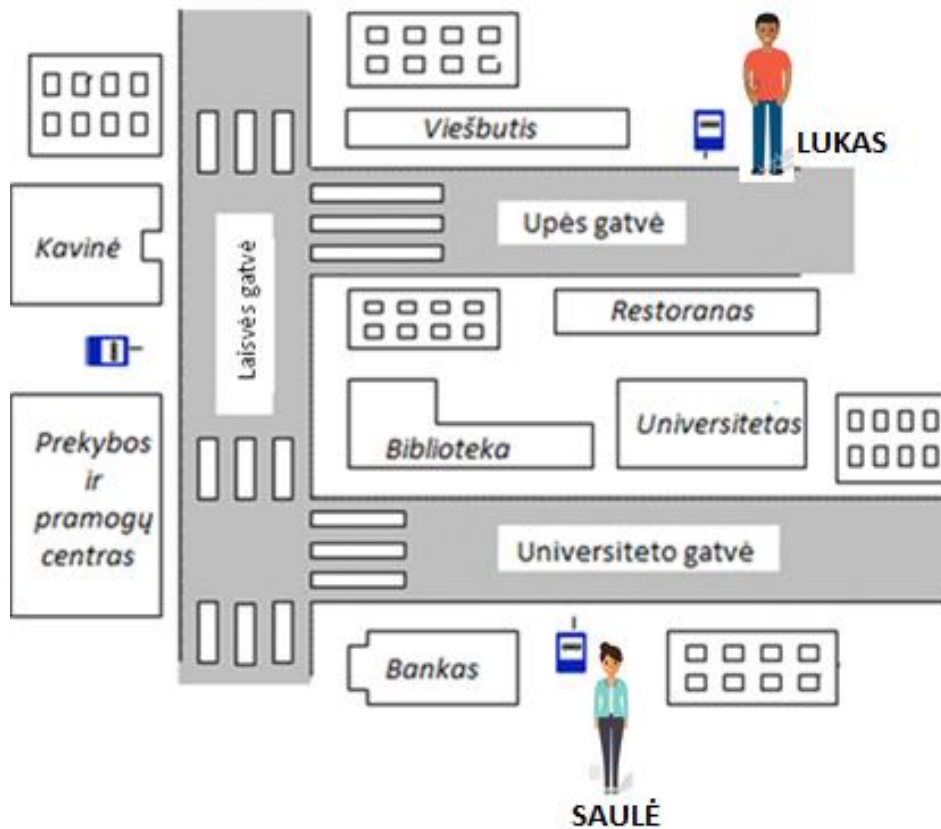 Viešbutis
LUKAS
Kavinė
Upės gatvė
Laisvės gatvė
Restoranas
Prekybos
ir
pramogų
centras
Biblioteka
Universitetas
Universiteto gatvė
Bankas
SAULĖ